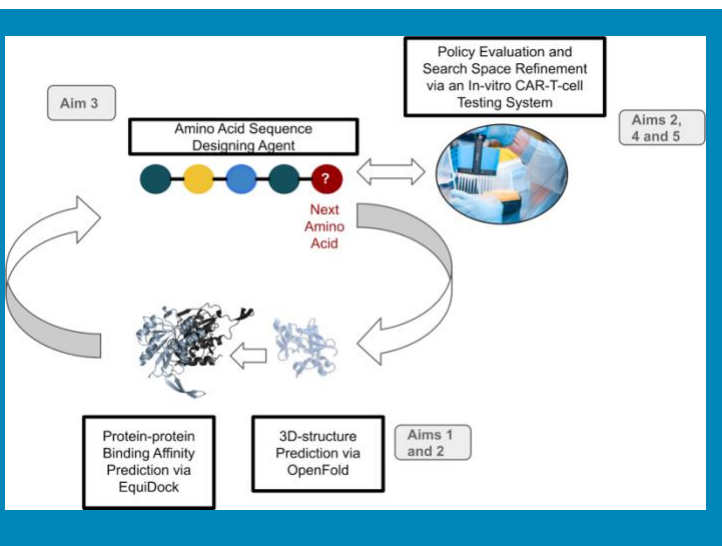 Policy Evaluation and
Search Space Refinement
via an In-vitro CAR-T-cell
Testing System
Aim 3
Aims 2,
4 and 5
Amino Acid Sequence
Designing Agent
?
Next
Amino
Acid
Protein-protein
Binding Affinity
Prediction via
EquiDock
3D-structure
Prediction via
OpenFold
Aims 1
and 2